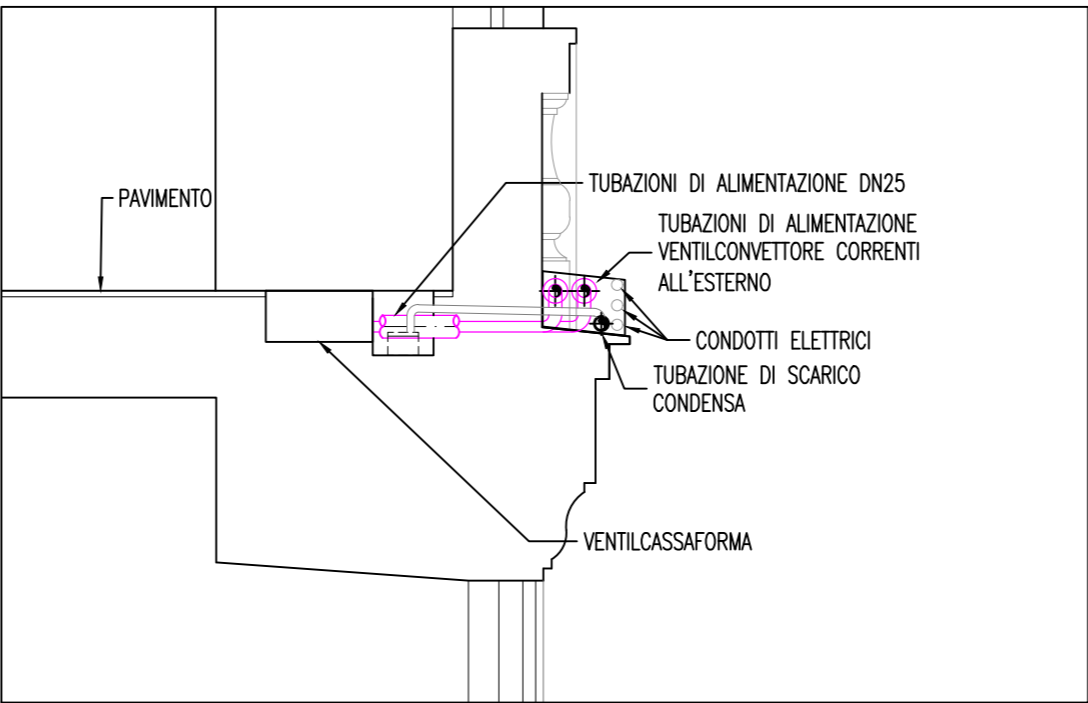 PAVIMENTO
TUBAZIONI DI ALIMENTAZIONE DN25
TUBAZIONI DI ALIMENTAZIONE
VENTILCONVETTORE CORRENTI
ALL'ESTERNO
CONDOTTI ELETTRICI
TUBAZIONE DI SCARICO
CONDENSA
VENTILCASSAFORMA